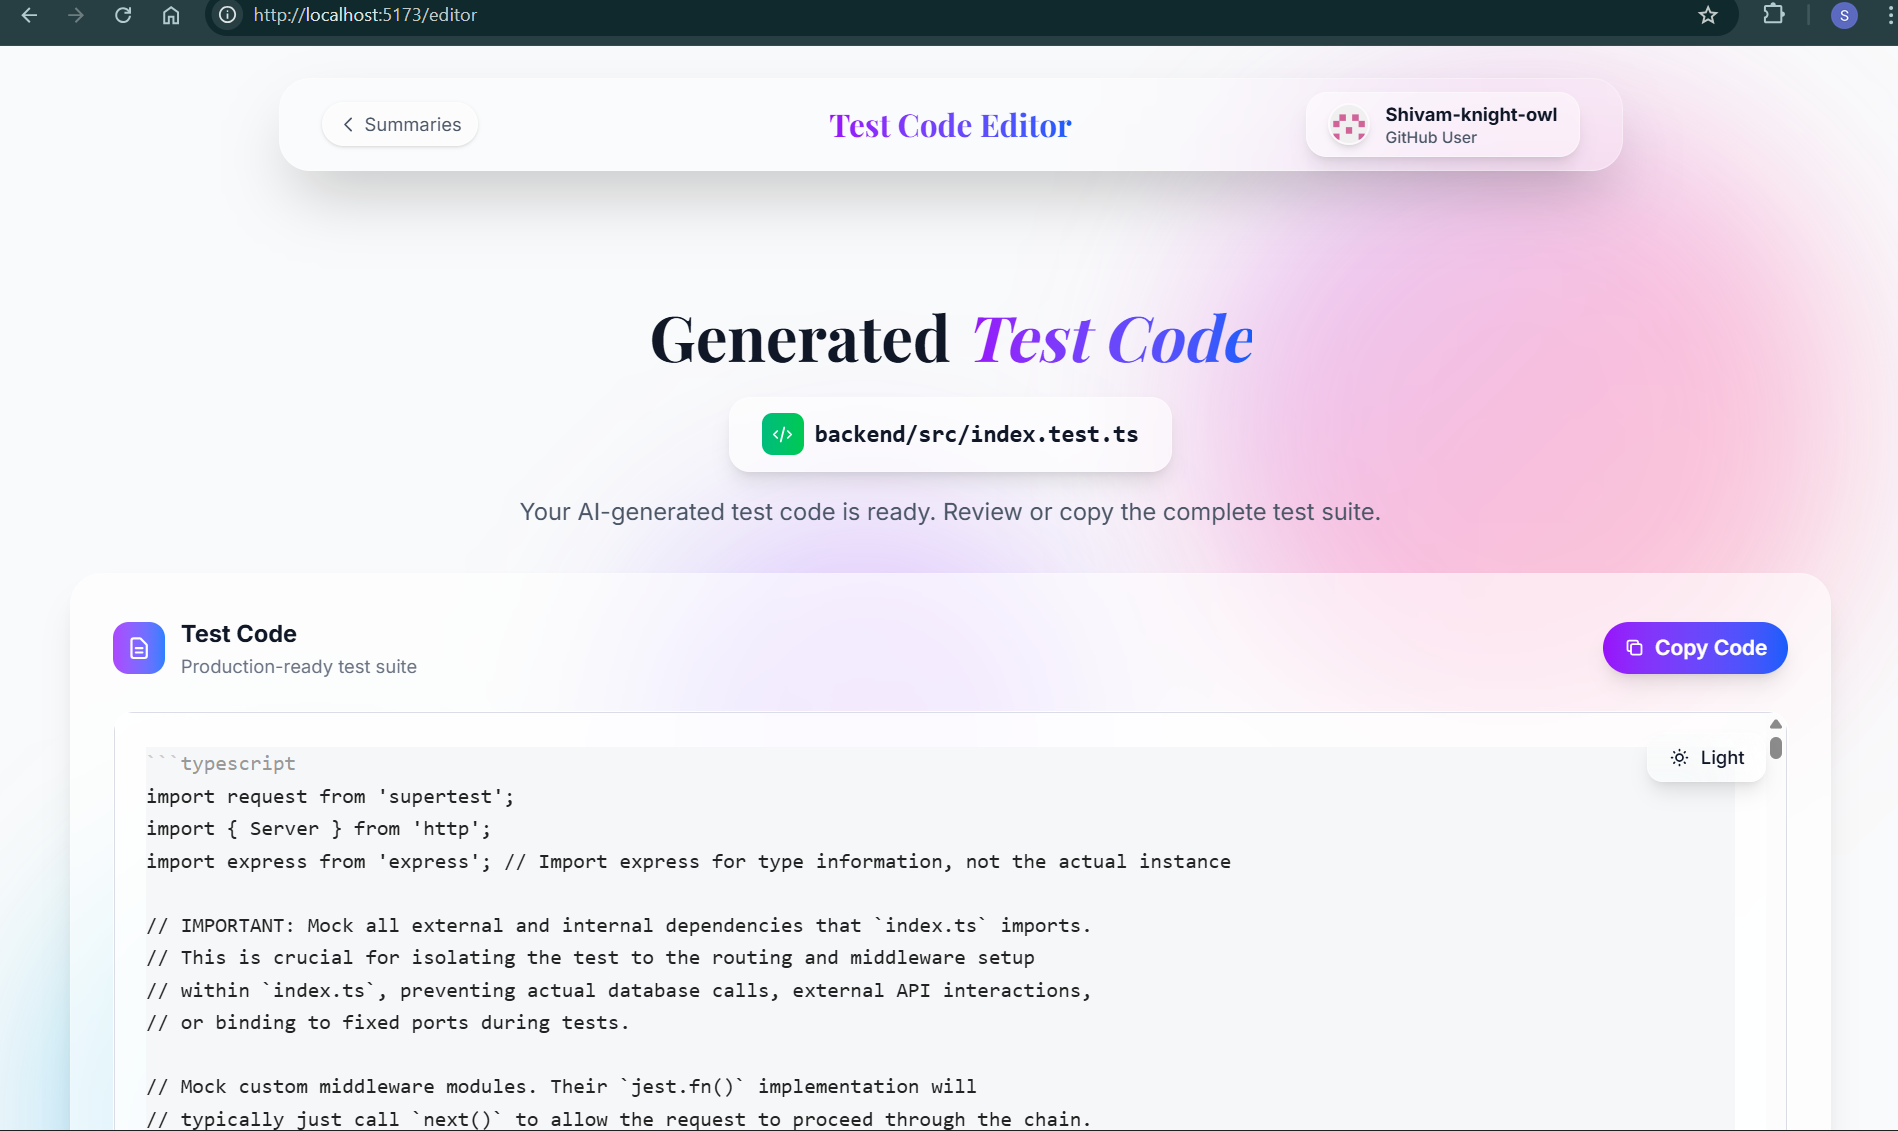 http://localhost:5173/editor
S
Summaries
Test Code Editor
Shivam-knight-owl
GitHub User
Generated Test Code
</> backend/src/index.test.ts
Your AI-generated test code is ready. Review or copy the complete test suite.
Test Code
Production-ready test suite
Copy Code
Light
```typescript
import request from 'supertest';
import { Server } from 'http';
import express from 'express'; // Import express for type information, not the actual instance
// IMPORTANT: Mock all external and internal dependencies that `index.ts` imports.
// This is crucial for isolating the test to the routing and middleware setup
// within `index.ts`, preventing actual database calls, external API interactions,
// or binding to fixed ports during tests.
// Mock custom middleware modules. Their `jest.fn()` implementation will
// typically just call `next()` to allow the request to proceed through the chain.